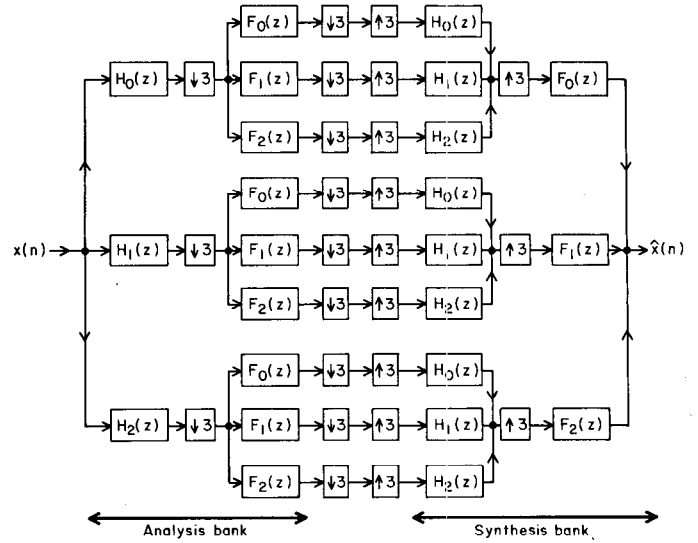 F₀(z) ↓3 ↑3 H₀(z)
H₀(z) ↓3 F₁(z) ↓3 ↑3 H₁(z) ↑3 F₀(z)
F₂(z) ↓3 ↑3 H₂(z)
F₀(z) ↓3 ↑3 H₀(z)
x(n) H₁(z) ↓3 F₁(z) ↓3 ↑3 H₁(z) ↑3 F₁(z) x̂(n)
F₂(z) ↓3 ↑3 H₂(z)
F₀(z) ↓3 ↑3 H₀(z)
H₂(z) ↓3 F₁(z) ↓3 ↑3 H₁(z) ↑3 F₂(z)
F₂(z) ↓3 ↑3 H₂(z)
Analysis bank Synthesis bank